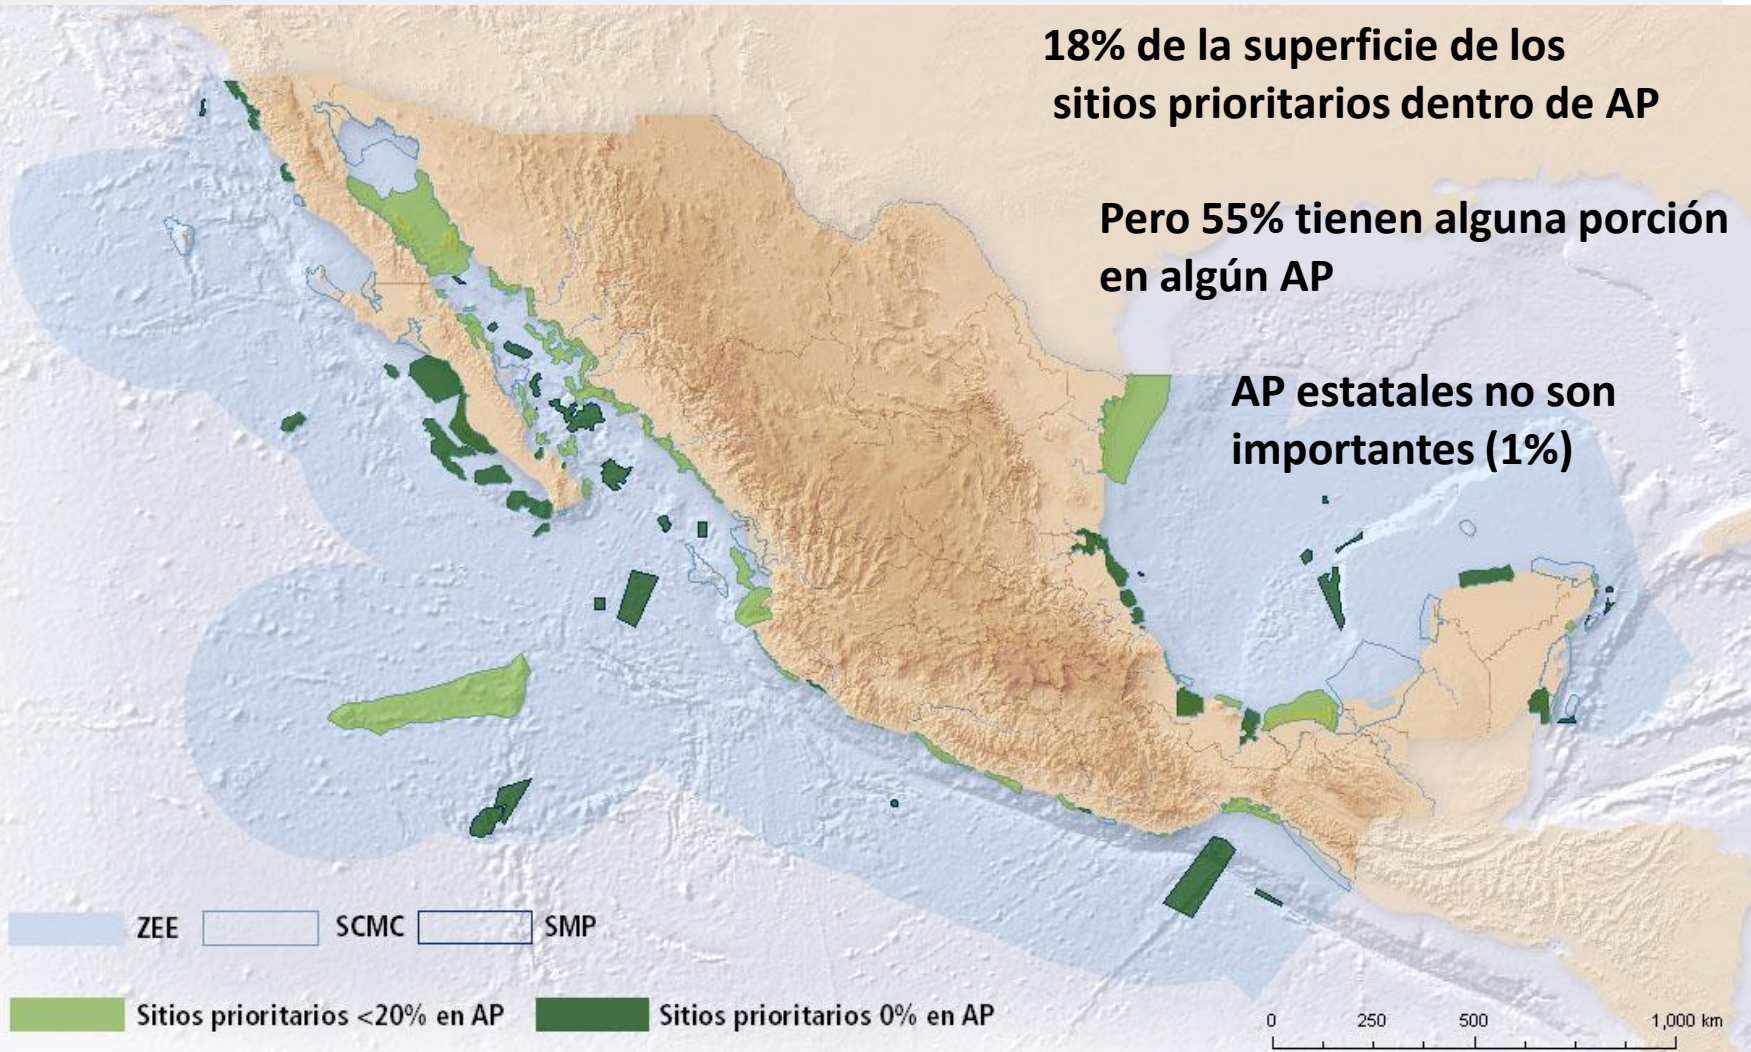 18% de la superficie de los
sitios prioritarios dentro de AP
Pero 55% tienen alguna porción
en algún AP
AP estatales no son
importantes (1%)
ZEE SCMC SMP
Sitios prioritarios <20% en AP Sitios prioritarios 0% en AP
0 250 500 1,000 km